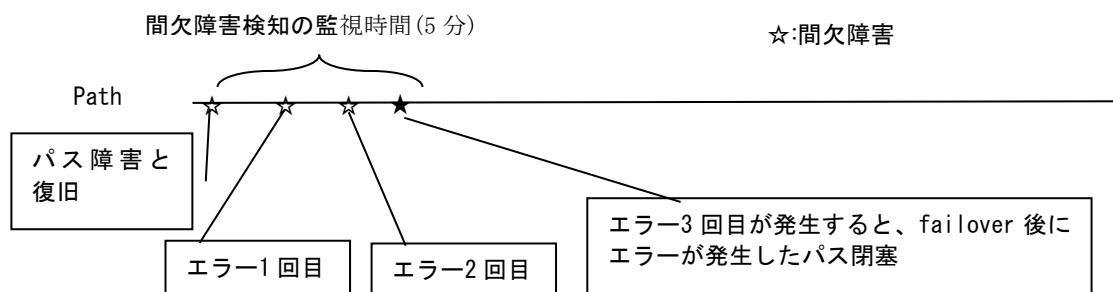 間欠障害検知の監視時間(5 分)
☆:間欠障害
Path
パス障害と
復旧
エラー1 回目
エラー2 回目
エラー3 回目が発生すると、failover 後に
エラーが発生したパス閉塞